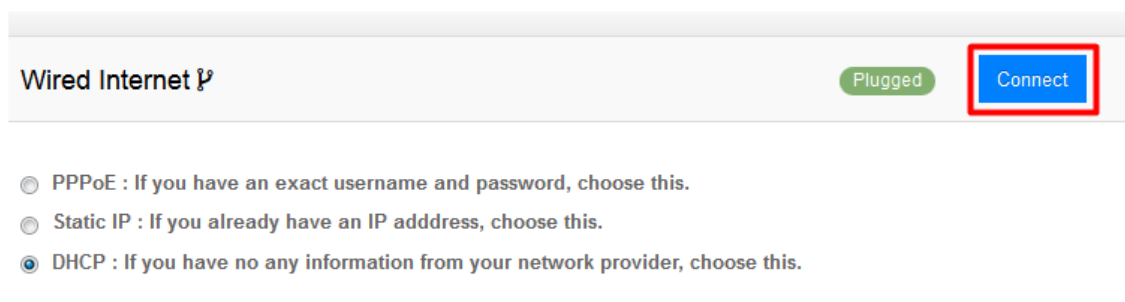 Wired Internet
Plugged
Connect
PPPoE : If you have an exact username and password, choose this.
Static IP : If you already have an IP adddress, choose this.
DHCP : If you have no any information from your network provider, choose this.